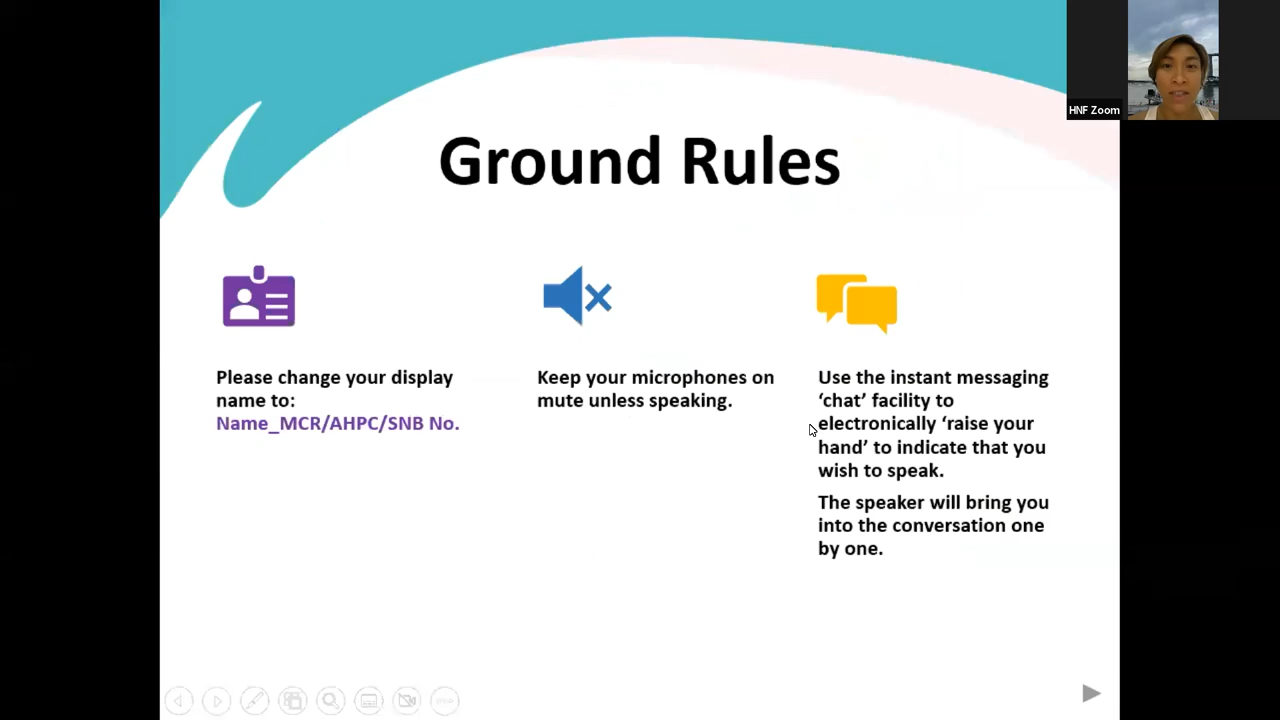 HNF Zoom
Ground Rules
Please change your display
name to:
Name_MCR/AHPC/SNB No.
Keep your microphones on
mute unless speaking.
Use the instant messaging
‘chat’ facility to
electronically ‘raise your
hand’ to indicate that you
wish to speak.
The speaker will bring you
into the conversation one
by one.